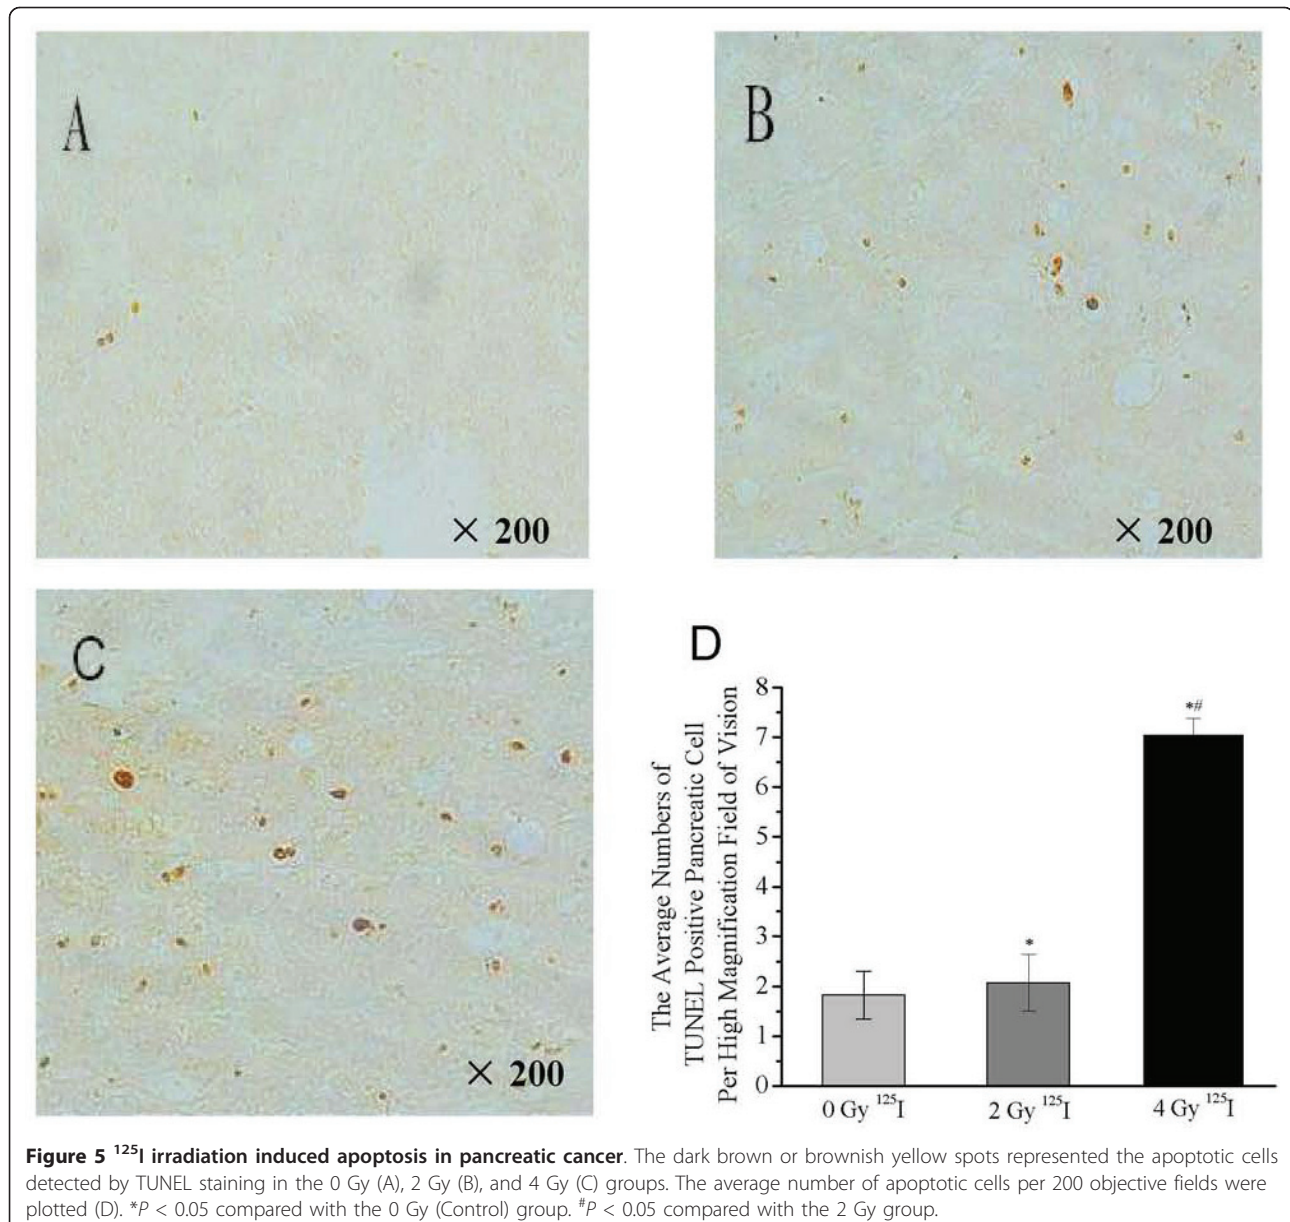 A
B
× 200
× 200
C
× 200
D
The Average Numbers of
TUNEL Positive Pancreatic Cell
Per High Magnification Field of Vision
8
7
6
5
4
3
2
1
0
*
*#
0 Gy ¹²⁵I
2 Gy ¹²⁵I
4 Gy ¹²⁵I
Figure 5 ¹²⁵I irradiation induced apoptosis in pancreatic cancer. The dark brown or brownish yellow spots represented the apoptotic cells
detected by TUNEL staining in the 0 Gy (A), 2 Gy (B), and 4 Gy (C) groups. The average number of apoptotic cells per 200 objective fields were
plotted (D). *P < 0.05 compared with the 0 Gy (Control) group. #P < 0.05 compared with the 2 Gy group.